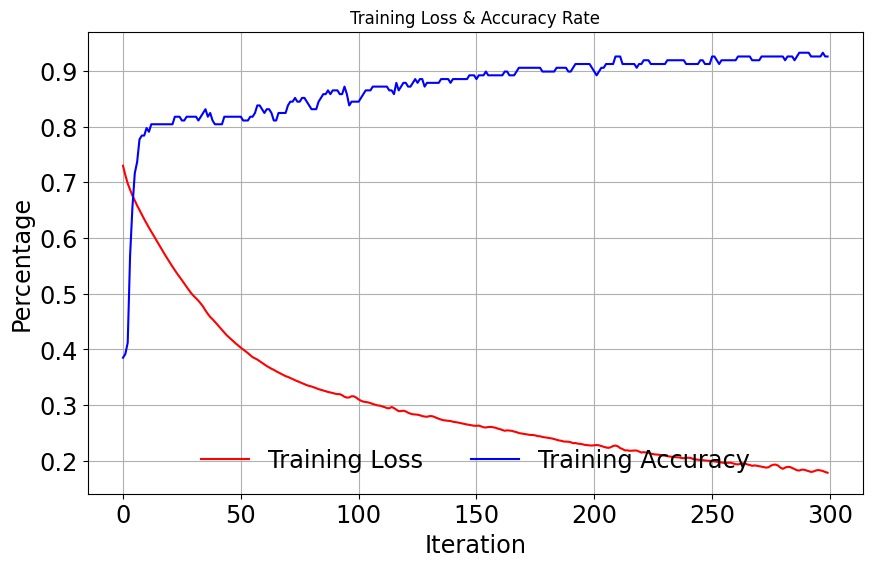 Training Loss & Accuracy Rate
Percentage
0.9
0.8
0.7
0.6
0.5
0.4
0.3
0.2
Training Loss Training Accuracy
0 50 100 150 200 250 300
Iteration